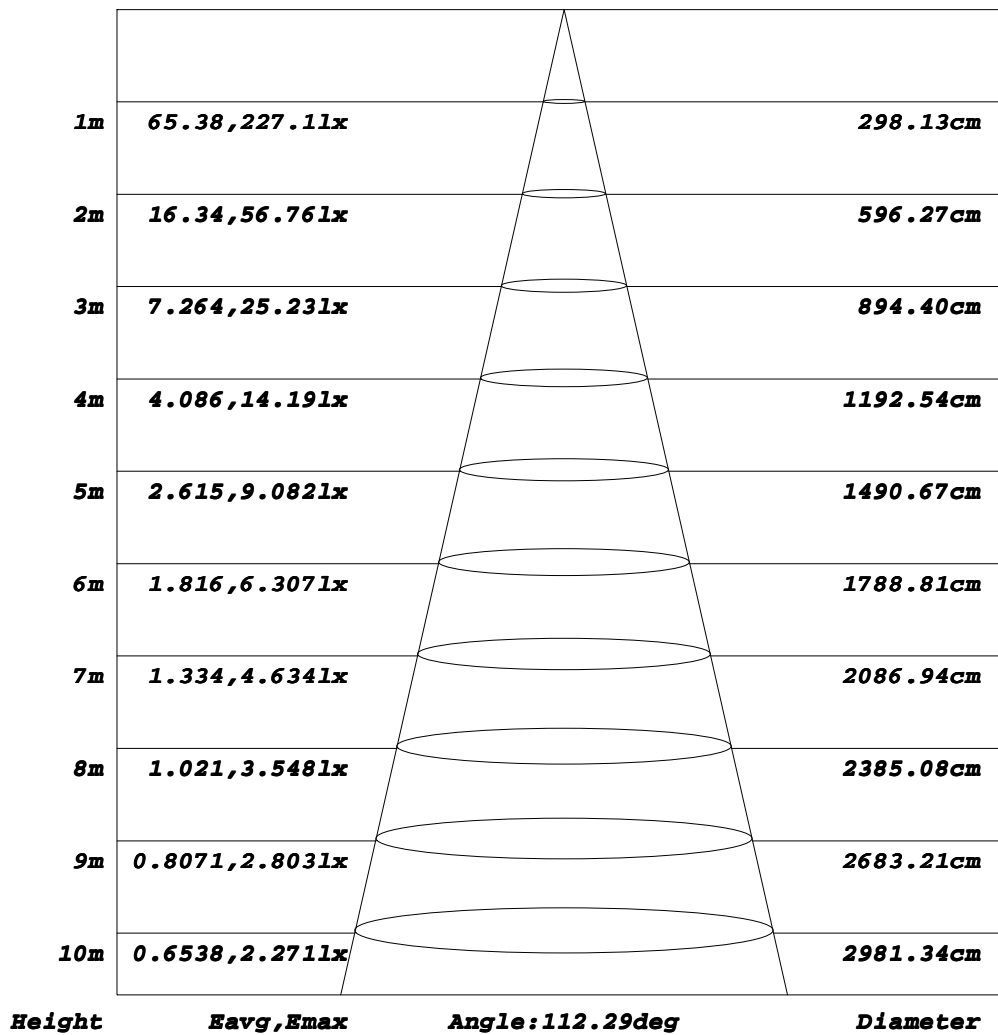 1m 65.38,227.1lx 298.13cm
2m 16.34,56.76lx 596.27cm
3m 7.264,25.23lx 894.40cm
4m 4.086,14.19lx 1192.54cm
5m 2.615,9.082lx 1490.67cm
6m 1.816,6.307lx 1788.81cm
7m 1.334,4.634lx 2086.94cm
8m 1.021,3.548lx 2385.08cm
9m 0.8071,2.803lx 2683.21cm
10m 0.6538,2.271lx 2981.34cm
Height Eavg,Emax Angle:112.29deg Diameter